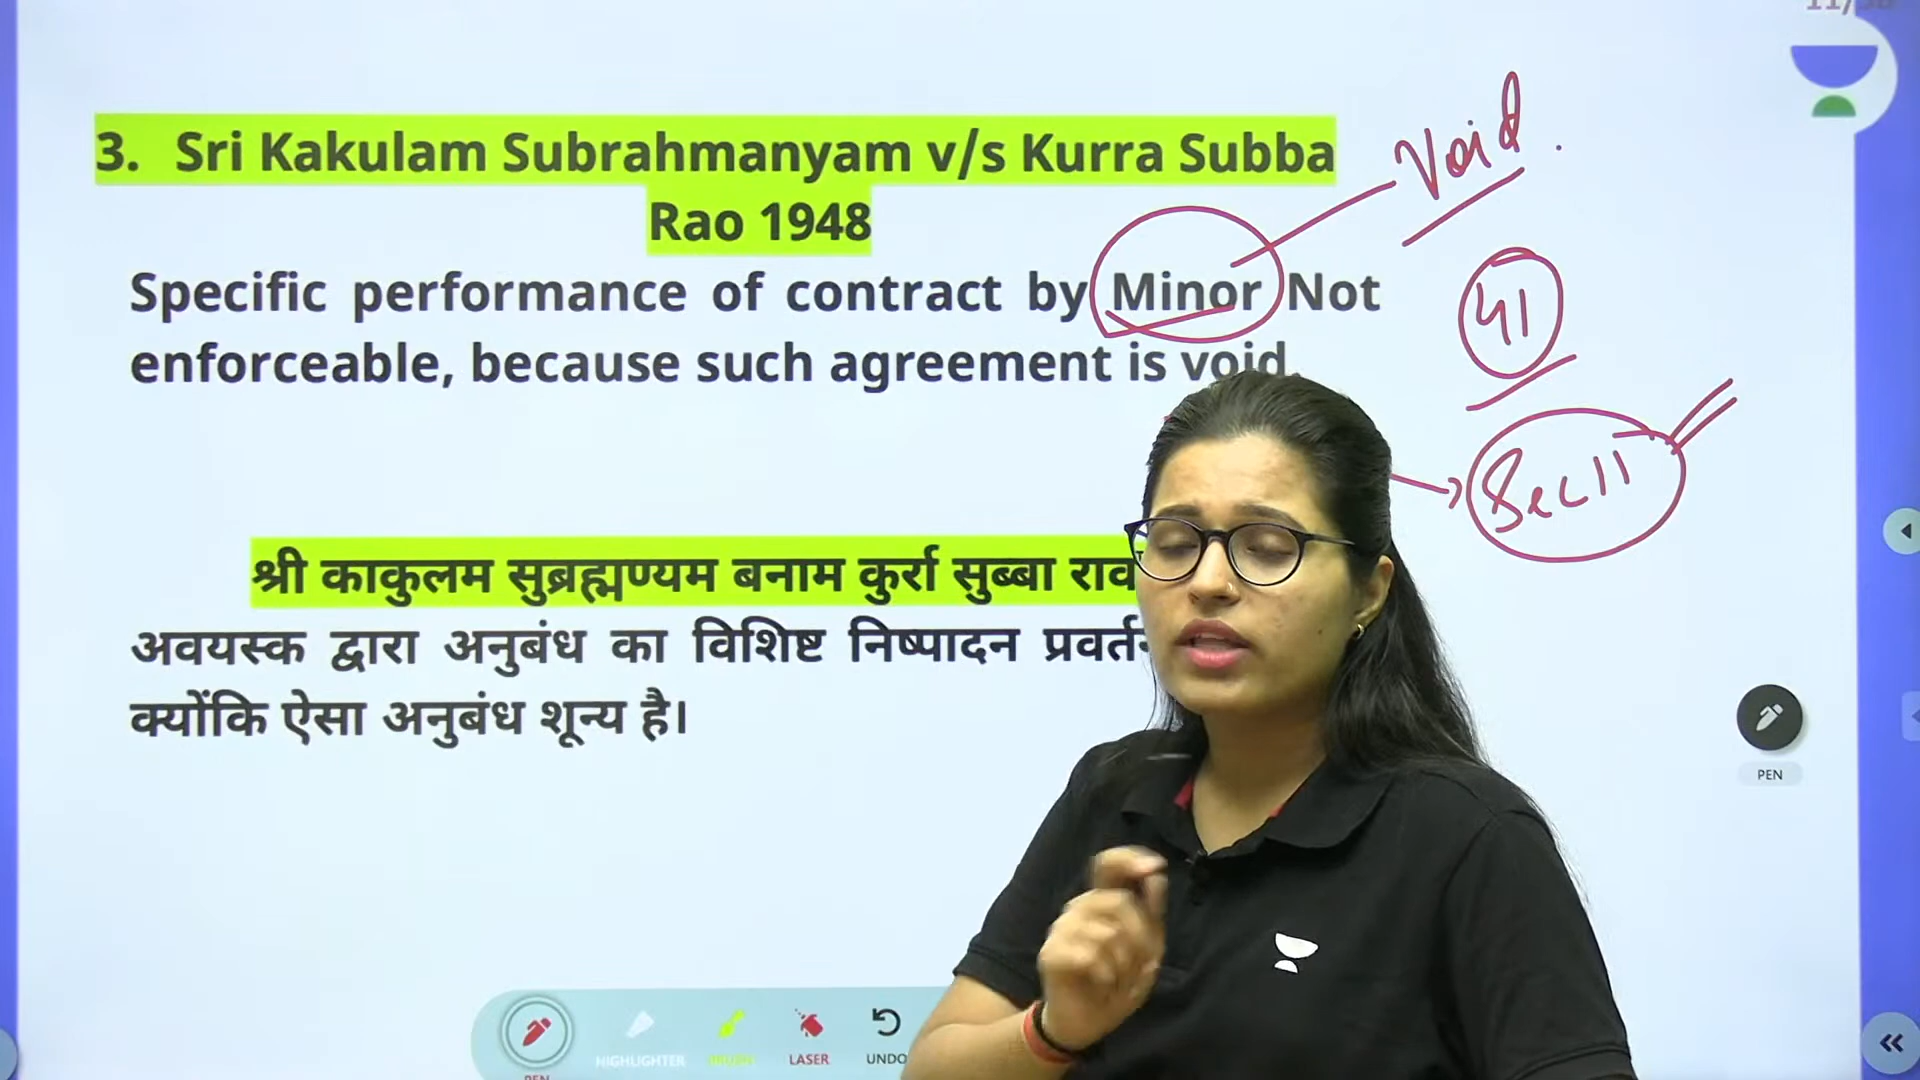 3. Sri Kakulam Subrahmanyam v/s Kurra Subba
Rao 1948
Void.
Specific performance of contract by Minor Not
enforceable, because such agreement is void.
41
Sec 11
श्री काकुलम सुब्रह्मण्यम बनाम कुर्रा सुब्बा राव
अवयस्क द्वारा अनुबंध का विशिष्ट निष्पादन
क्योंकि ऐसा अनुबंध शून्य है।
PEN
PEN
HIGHLIGHTER
BRUSH
LASER
UNDO